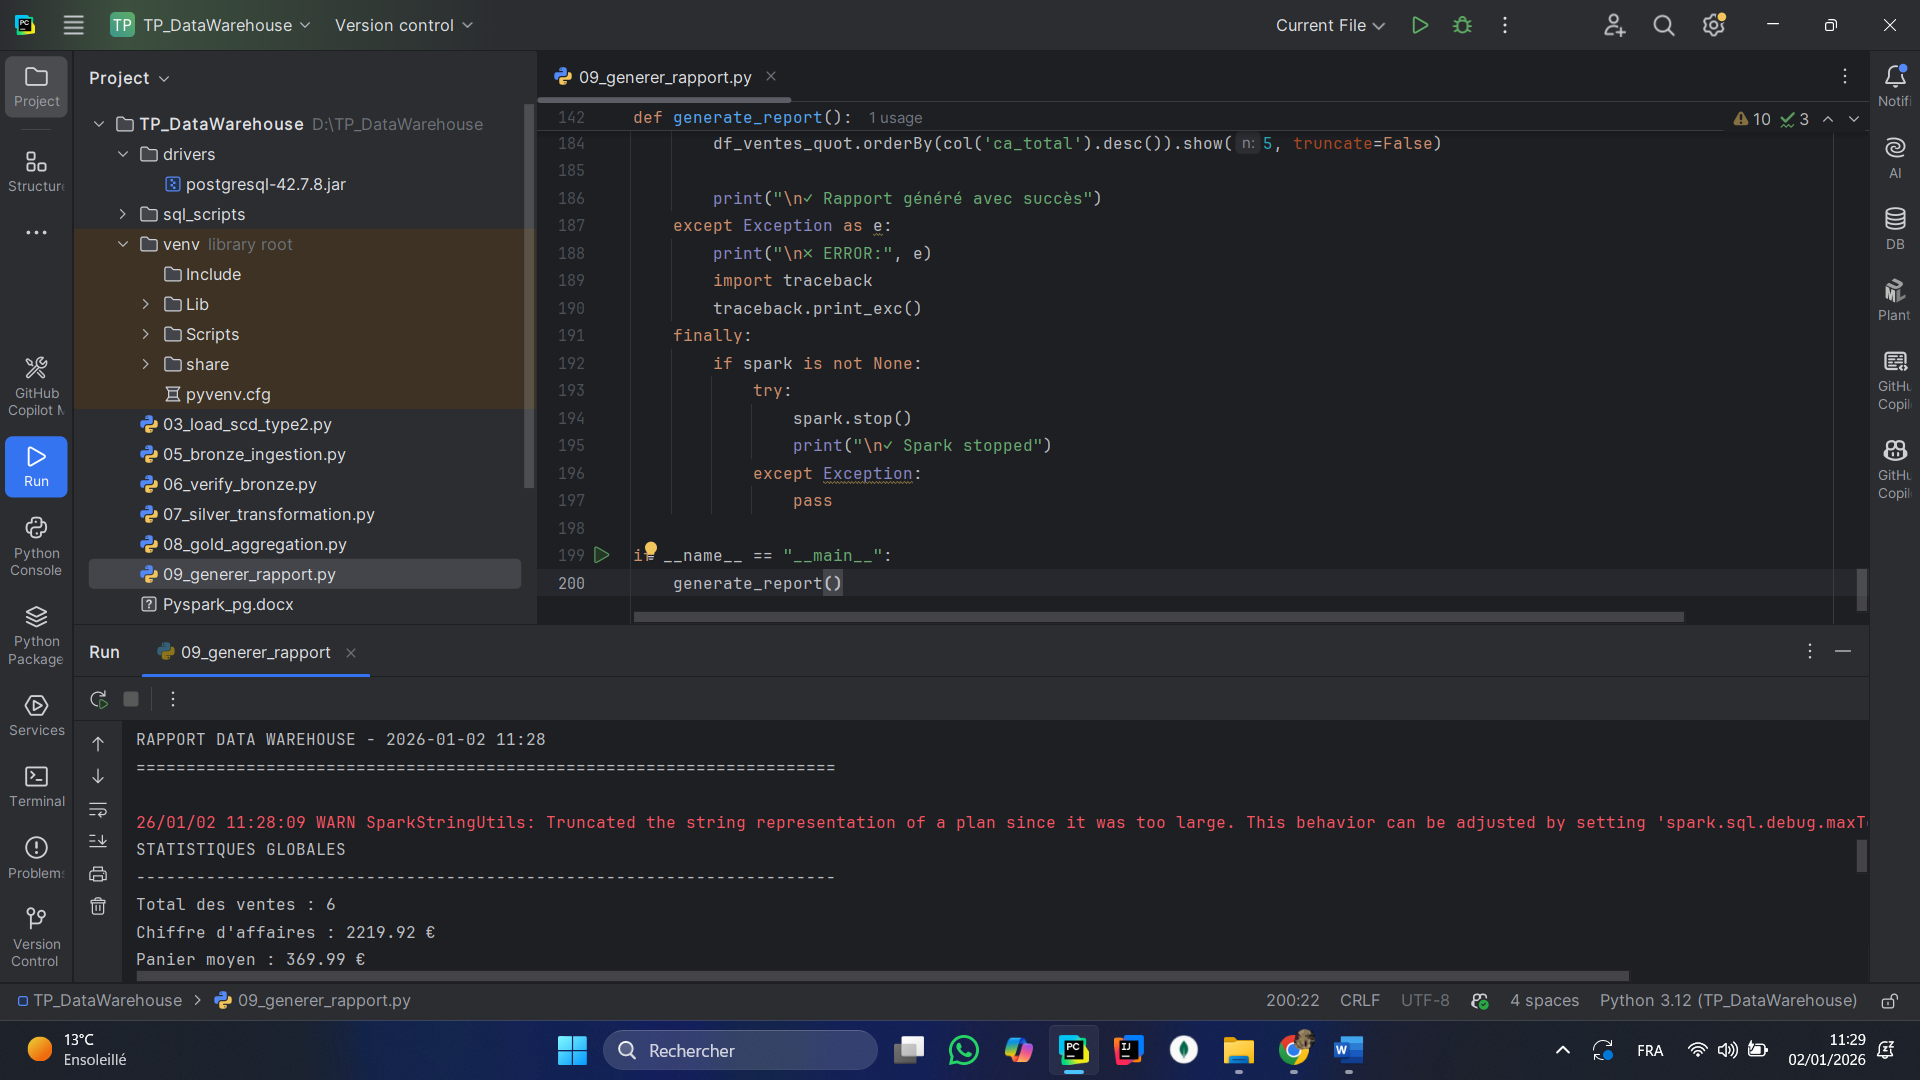 TP TP_DataWarehouse Version control Current File
Project
TP_DataWarehouse D:\TP_DataWarehouse
drivers
postgresql-42.7.8.jar
sql_scripts
venv library root
Include
Lib
Scripts
share
pyvenv.cfg
03_load_scd_type2.py
05_bronze_ingestion.py
06_verify_bronze.py
07_silver_transformation.py
08_gold_aggregation.py
09_generer_rapport.py
Pyspark_pg.docx
Project
Structure
GitHub
Copilot M
Run
Python
Console
Python
Package
Services
Terminal
Problems
Version
Control
09_generer_rapport.py
142 def generate_report(): 1 usage
10 3
184 df_ventes_quot.orderBy(col('ca_total').desc()).show( n: 5, truncate=False)
185
186 print("\n✓ Rapport généré avec succès")
187 except Exception as e:
188 print("\n✕ ERROR:", e)
189 import traceback
190 traceback.print_exc()
191 finally:
192 if spark is not None:
193 try:
194 spark.stop()
195 print("\n✓ Spark stopped")
196 except Exception:
197 pass
198
199 if __name__ == "__main__":
200 generate_report()
Notifi
AI
DB
Plant
GitHu
Copil
GitHu
Copil
Run 09_generer_rapport
RAPPORT DATA WAREHOUSE - 2026-01-02 11:28
======================================================================
26/01/02 11:28:09 WARN SparkStringUtils: Truncated the string representation of a plan since it was too large. This behavior can be adjusted by setting 'spark.sql.debug.maxT
STATISTIQUES GLOBALES
----------------------------------------------------------------------
Total des ventes : 6
Chiffre d'affaires : 2219.92 €
Panier moyen : 369.99 €
TP_DataWarehouse > 09_generer_rapport.py 200:22 CRLF UTF-8 4 spaces Python 3.12 (TP_DataWarehouse)
13°C
Ensoleillé
Rechercher
FRA
11:29
02/01/2026